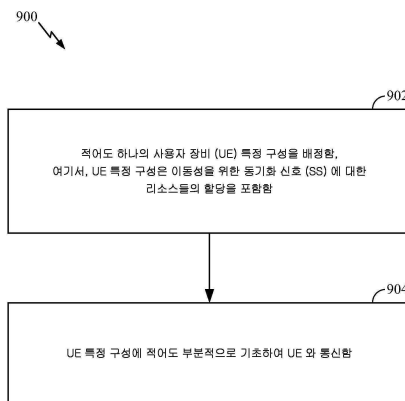 900
902
적어도 하나의 사용자 장비 (UE) 특정 구성을 배정함,
여기서, UE 특정 구성은 이동성을 위한 동기화 신호 (SS) 에 대한
리소스들의 할당을 포함함
904
UE 특정 구성에 적어도 부분적으로 기초하여 UE 와 통신함